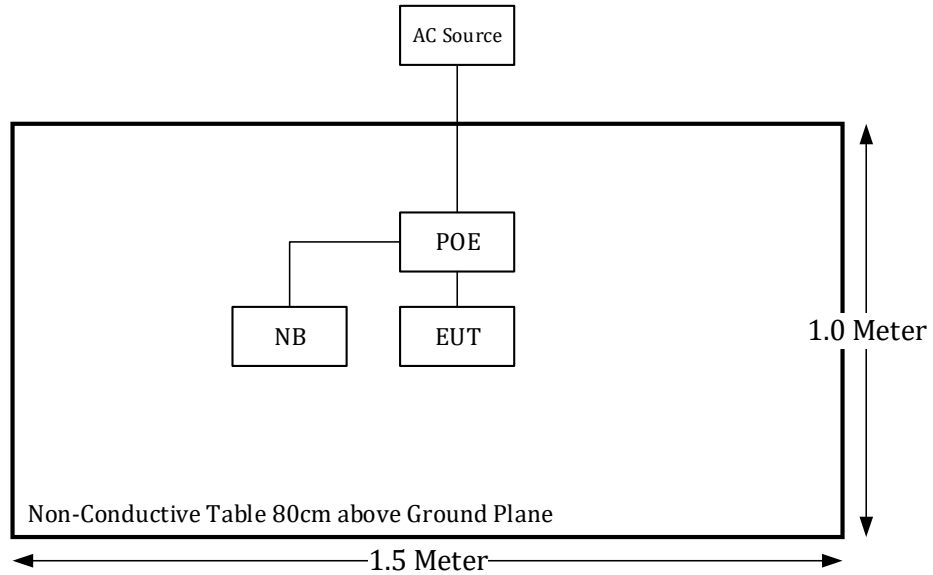 AC Source
POE
NB
EUT
1.0 Meter
Non-Conductive Table 80cm above Ground Plane
1.5 Meter